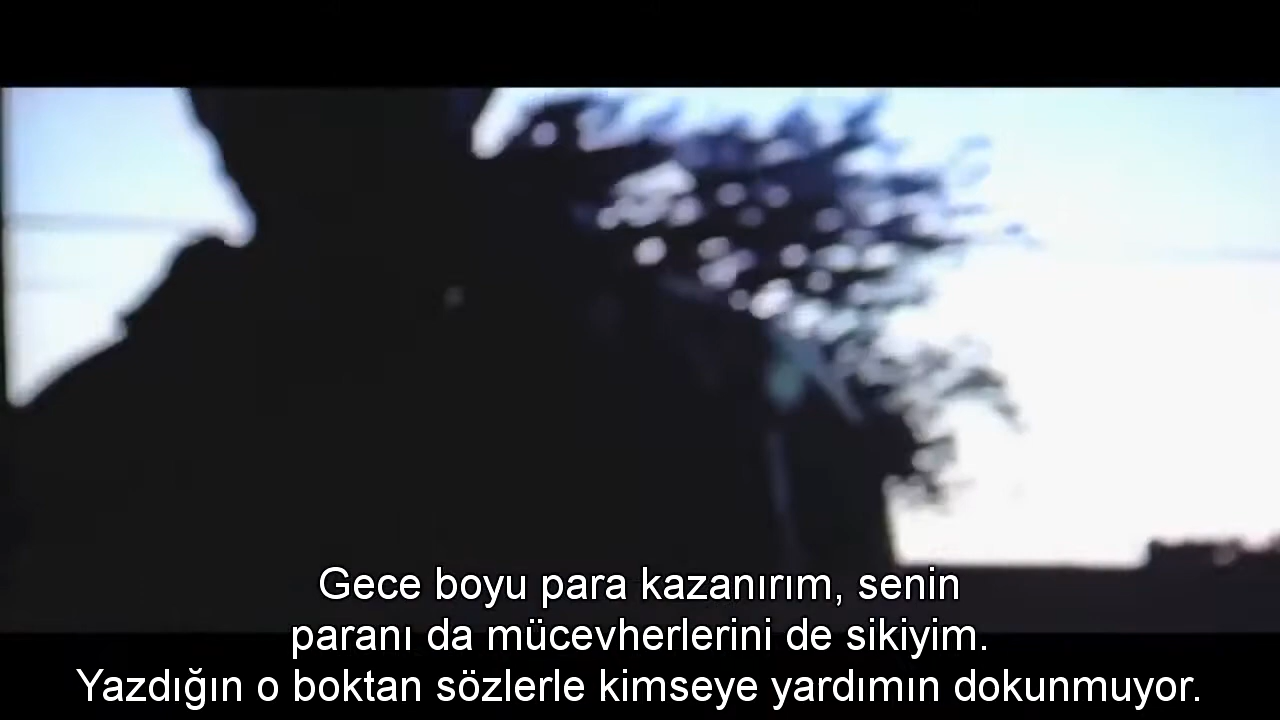 Gece boyu para kazanırım, senin
paranı da mücevherlerini de sikiyim.
Yazdığın o boktan sözlerle kimseye yardımın dokunmuyor.